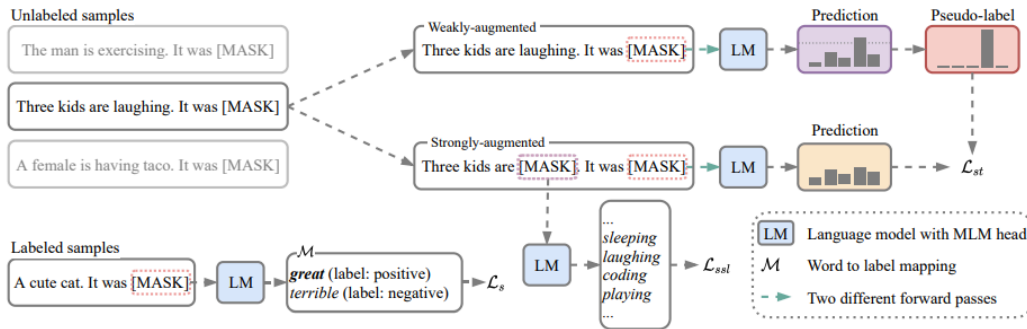 Unlabeled samples
The man is exercising. It was [MASK]
Three kids are laughing. It was [MASK]
A female is having taco. It was [MASK]
Weakly-augmented
Three kids are laughing. It was [MASK]
LM
Prediction
Pseudo-label
Strongly-augmented
Three kids are [MASK]. It was [MASK]
LM
Prediction
ℒst
Labeled samples
A cute cat. It was [MASK]
LM
ℳ
great (label: positive)
terrible (label: negative)
ℒs
LM
...
sleeping
laughing
coding
playing
...
ℒssl
LM Language model with MLM head
ℳ Word to label mapping
Two different forward passes